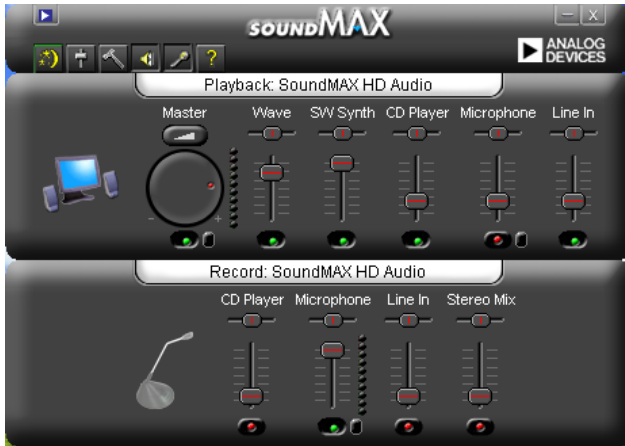 SOUNDMAX
ANALOG
DEVICES
Playback: SoundMAX HD Audio
Master Wave SW Synth CD Player Microphone Line In
- +
Record: SoundMAX HD Audio
CD Player Microphone Line In Stereo Mix